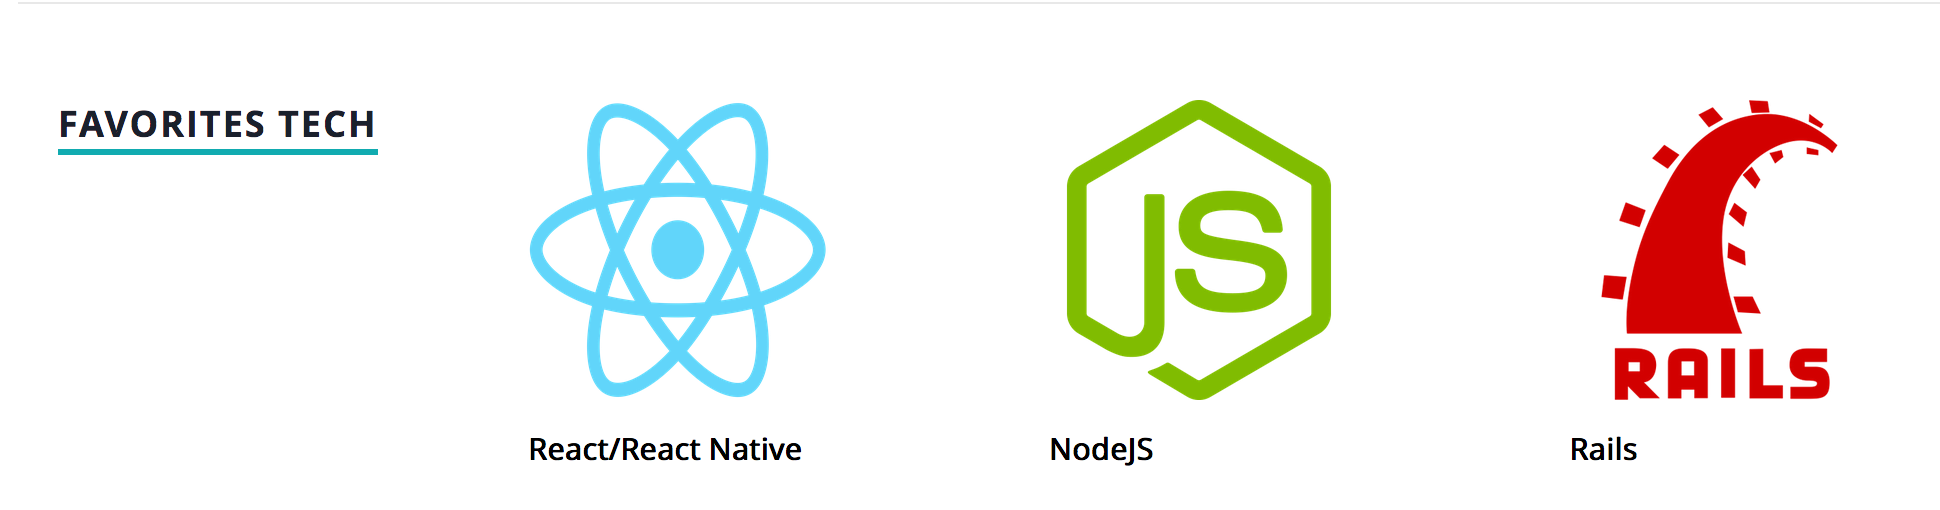 FAVORITES TECH
JS
RAILS
React/React Native
NodeJS
Rails